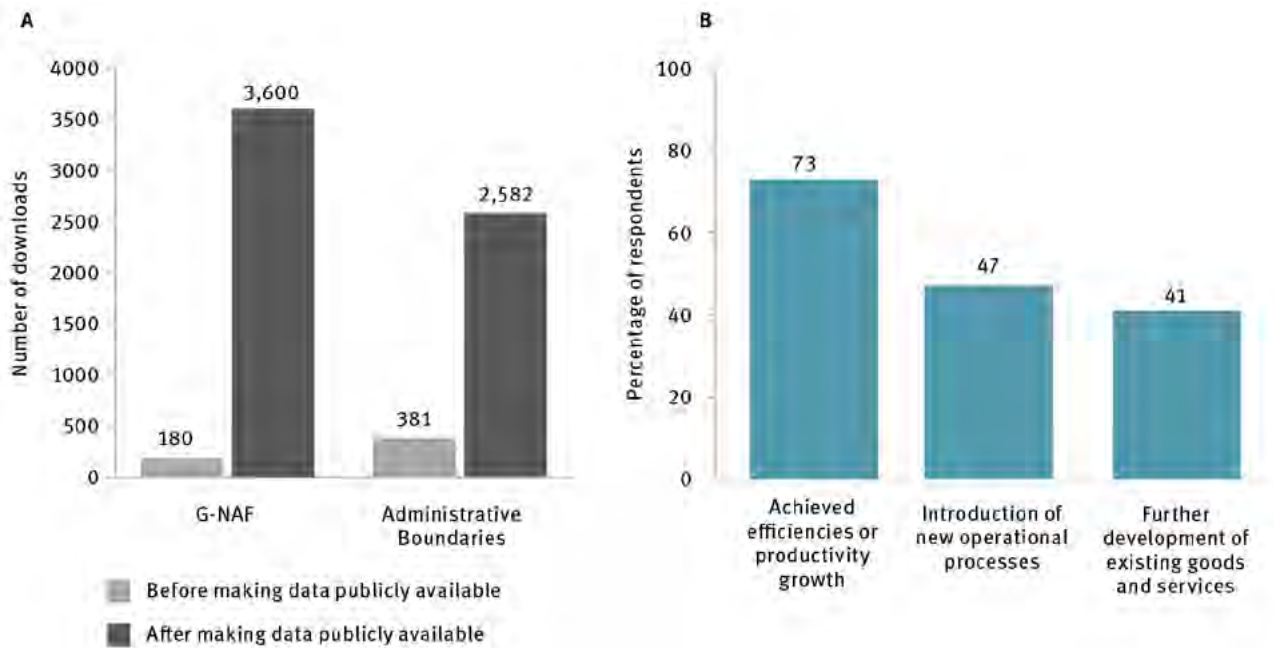 A
Number of downloads
4000
3500
3000
2500
2000
1500
1000
500
0
180
3,600
381
2,582
G-NAF
Administrative
Boundaries
Before making data publicly available
After making data publicly available
B
Percentage of respondents
100
80
60
40
20
0
73
47
41
Achieved
efficiencies or
productivity
growth
Introduction of
new operational
processes
Further
development of
existing goods
and services